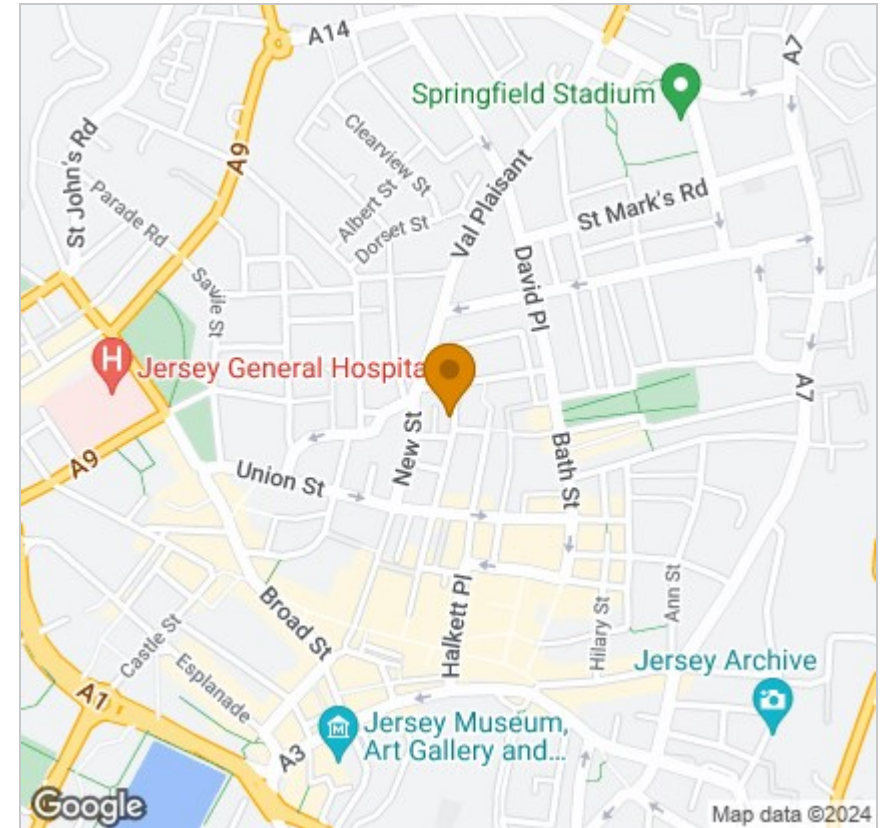 A14
A7
Springfield Stadium
St John's Rd
A9
Clearview St
Parade Rd
Albert St
Val Plaisant
St Mark's Rd
Dorset St
Savile St
David Pl
H
Jersey General Hospita
A7
New St
A9
Union St
Bath St
Broad St
Halkett Pl
Hilary St
Ann St
Castle St
Esplanade
Jersey Archive
A1
Jersey Museum,
Art Gallery and...
A3
Google
Map data ©2024